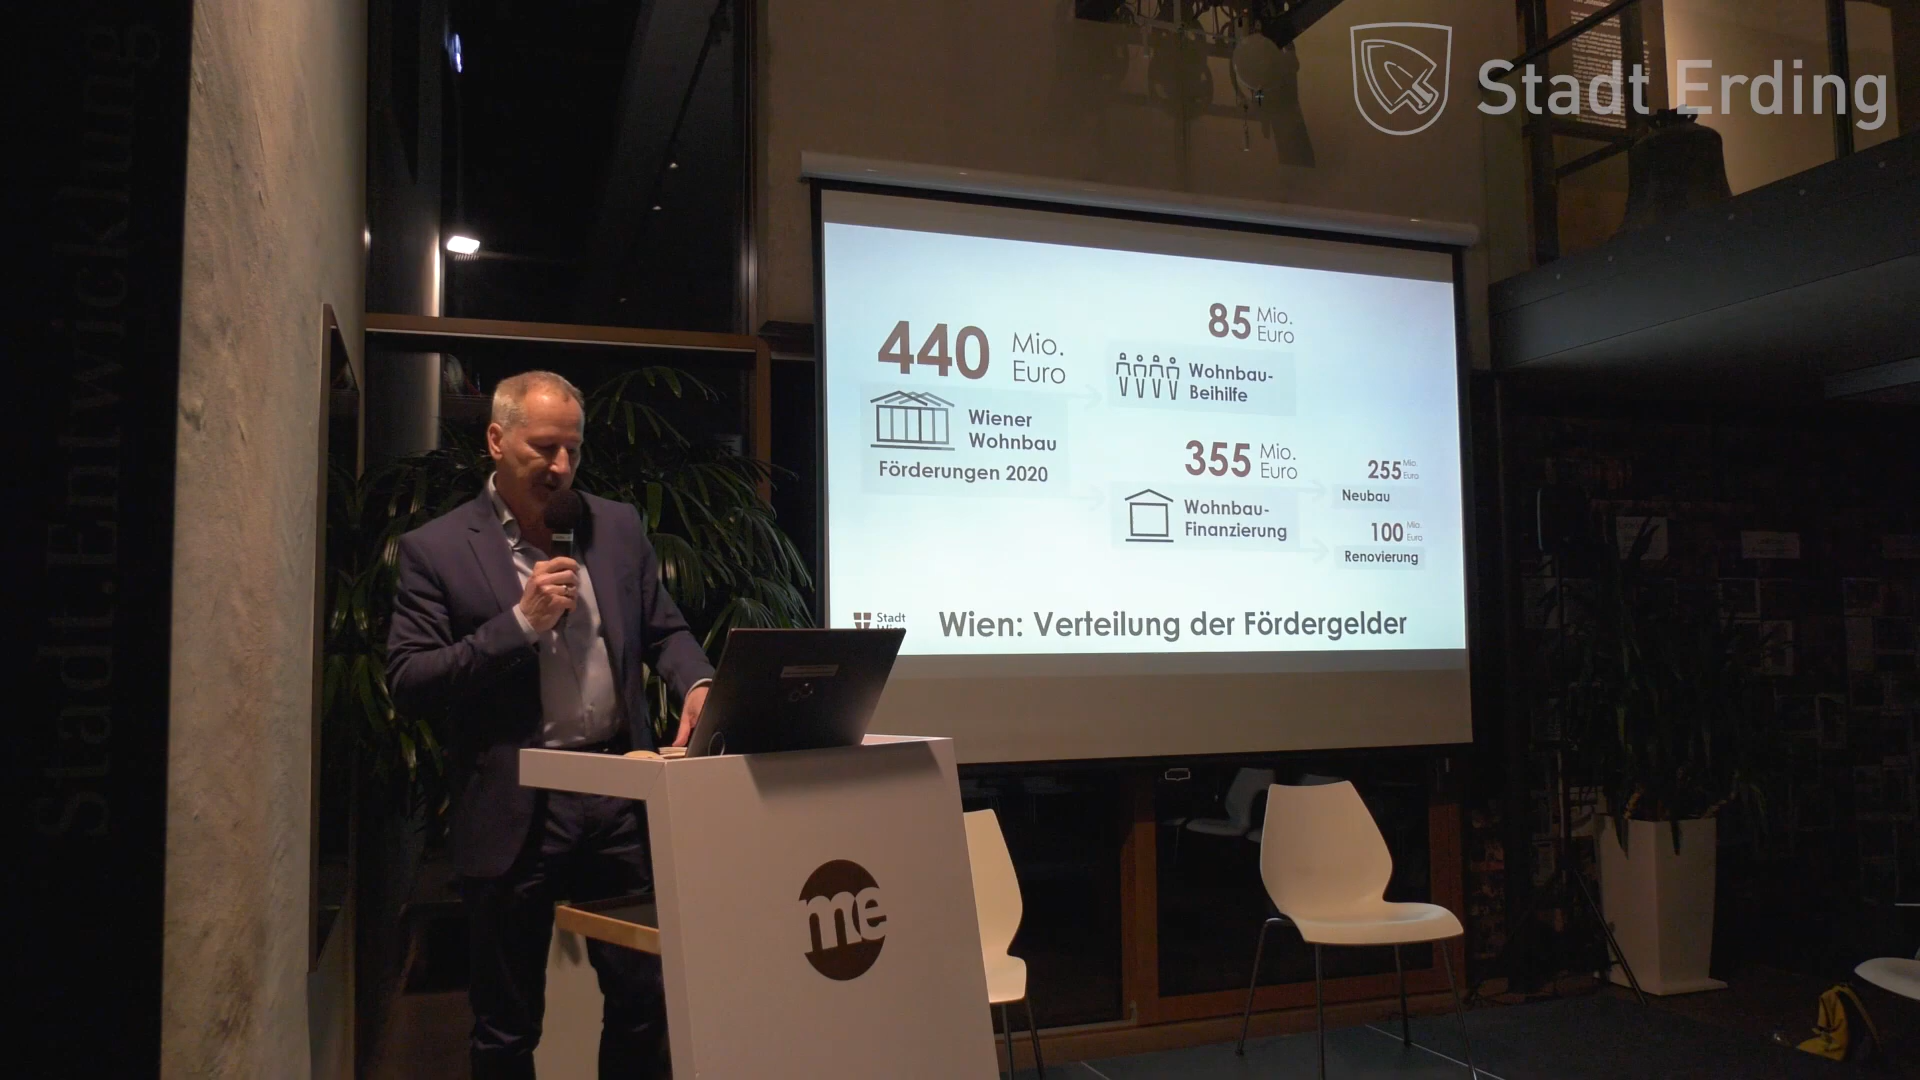 Stadt Erding
Stadt.Entwicklung
440 Mio.
Euro
Wiener
Wohnbau
Förderungen 2020
85 Mio.
Euro
Wohnbau-
Beihilfe
355 Mio.
Euro
Wohnbau-
Finanzierung
255 Mio.
Euro
Neubau
100 Mio.
Euro
Renovierung
Stadt
Wien: Verteilung der Fördergelder
me